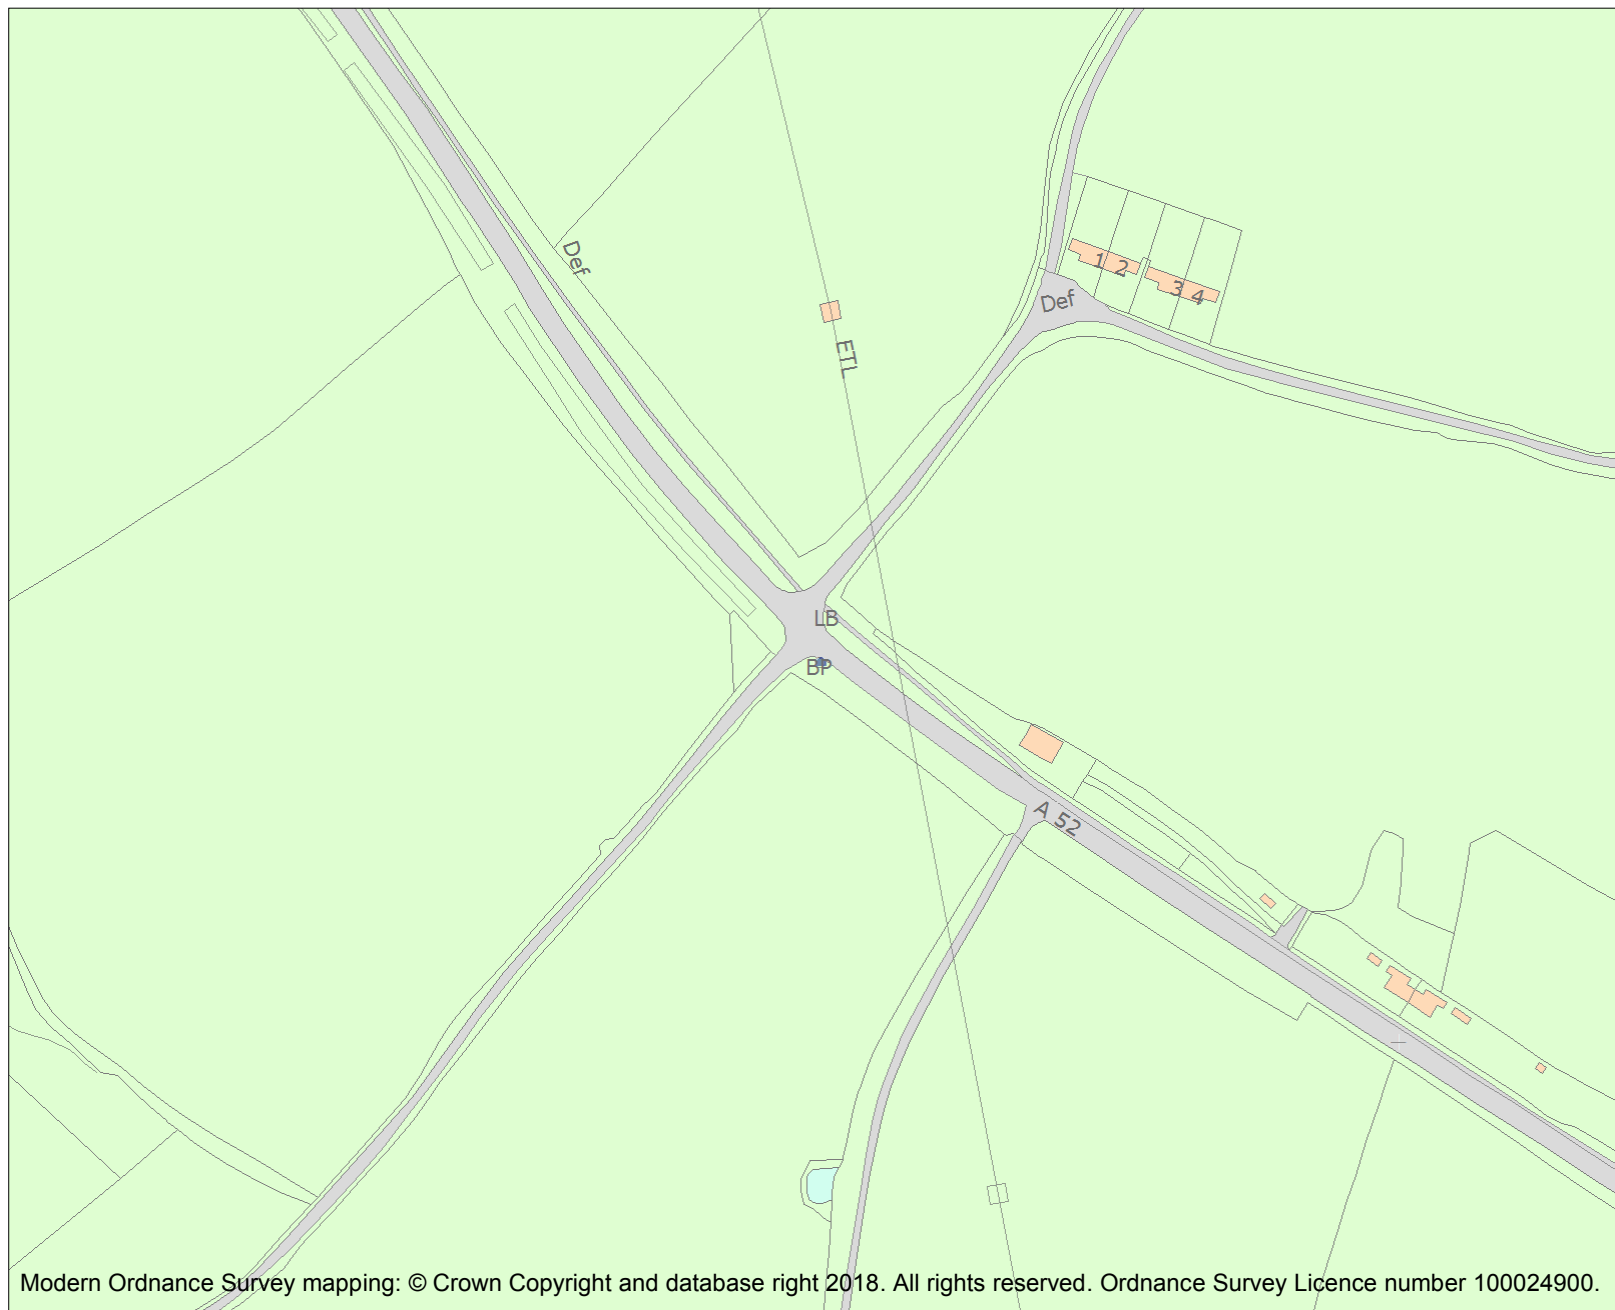 Def
1 2
3 4
Def
ETL
LB
BP
A 52
Modern Ordnance Survey mapping: © Crown Copyright and database right 2018. All rights reserved. Ordnance Survey Licence number 100024900.